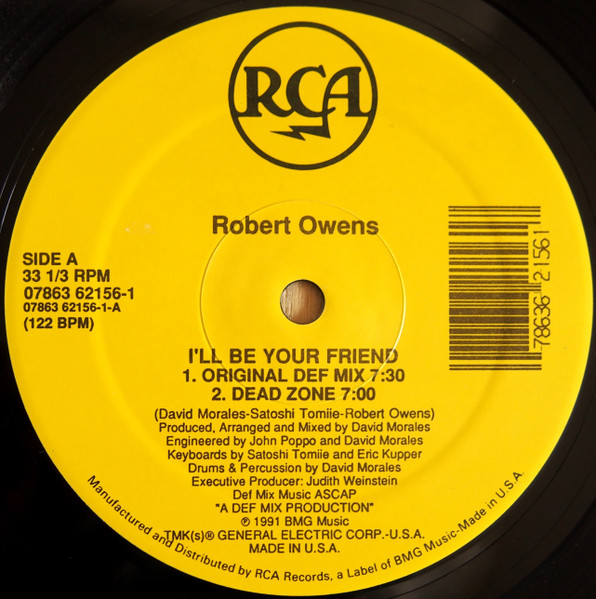 RCA
Robert Owens
SIDE A
33 1/3 RPM
07863 62156-1
07863 62156-1-A
(122 BPM)
78636 21561
I'LL BE YOUR FRIEND
1. ORIGINAL DEF MIX 7:30
2. DEAD ZONE 7:00
(David Morales-Satoshi Tomiie-Robert Owens)
Produced, Arranged and Mixed by David Morales
Engineered by John Poppo and David Morales
Keyboards by Satoshi Tomiie and Eric Kupper
Drums & Percussion by David Morales
Executive Producer: Judith Weinstein
Def Mix Music ASCAP
"A DEF MIX PRODUCTION"
℗ 1991 BMG Music
TMK(s)® GENERAL ELECTRIC CORP.-U.S.A.
MADE IN U.S.A.
Manufactured and Distributed by RCA Records, a Label of BMG Music-Made in U.S.A.